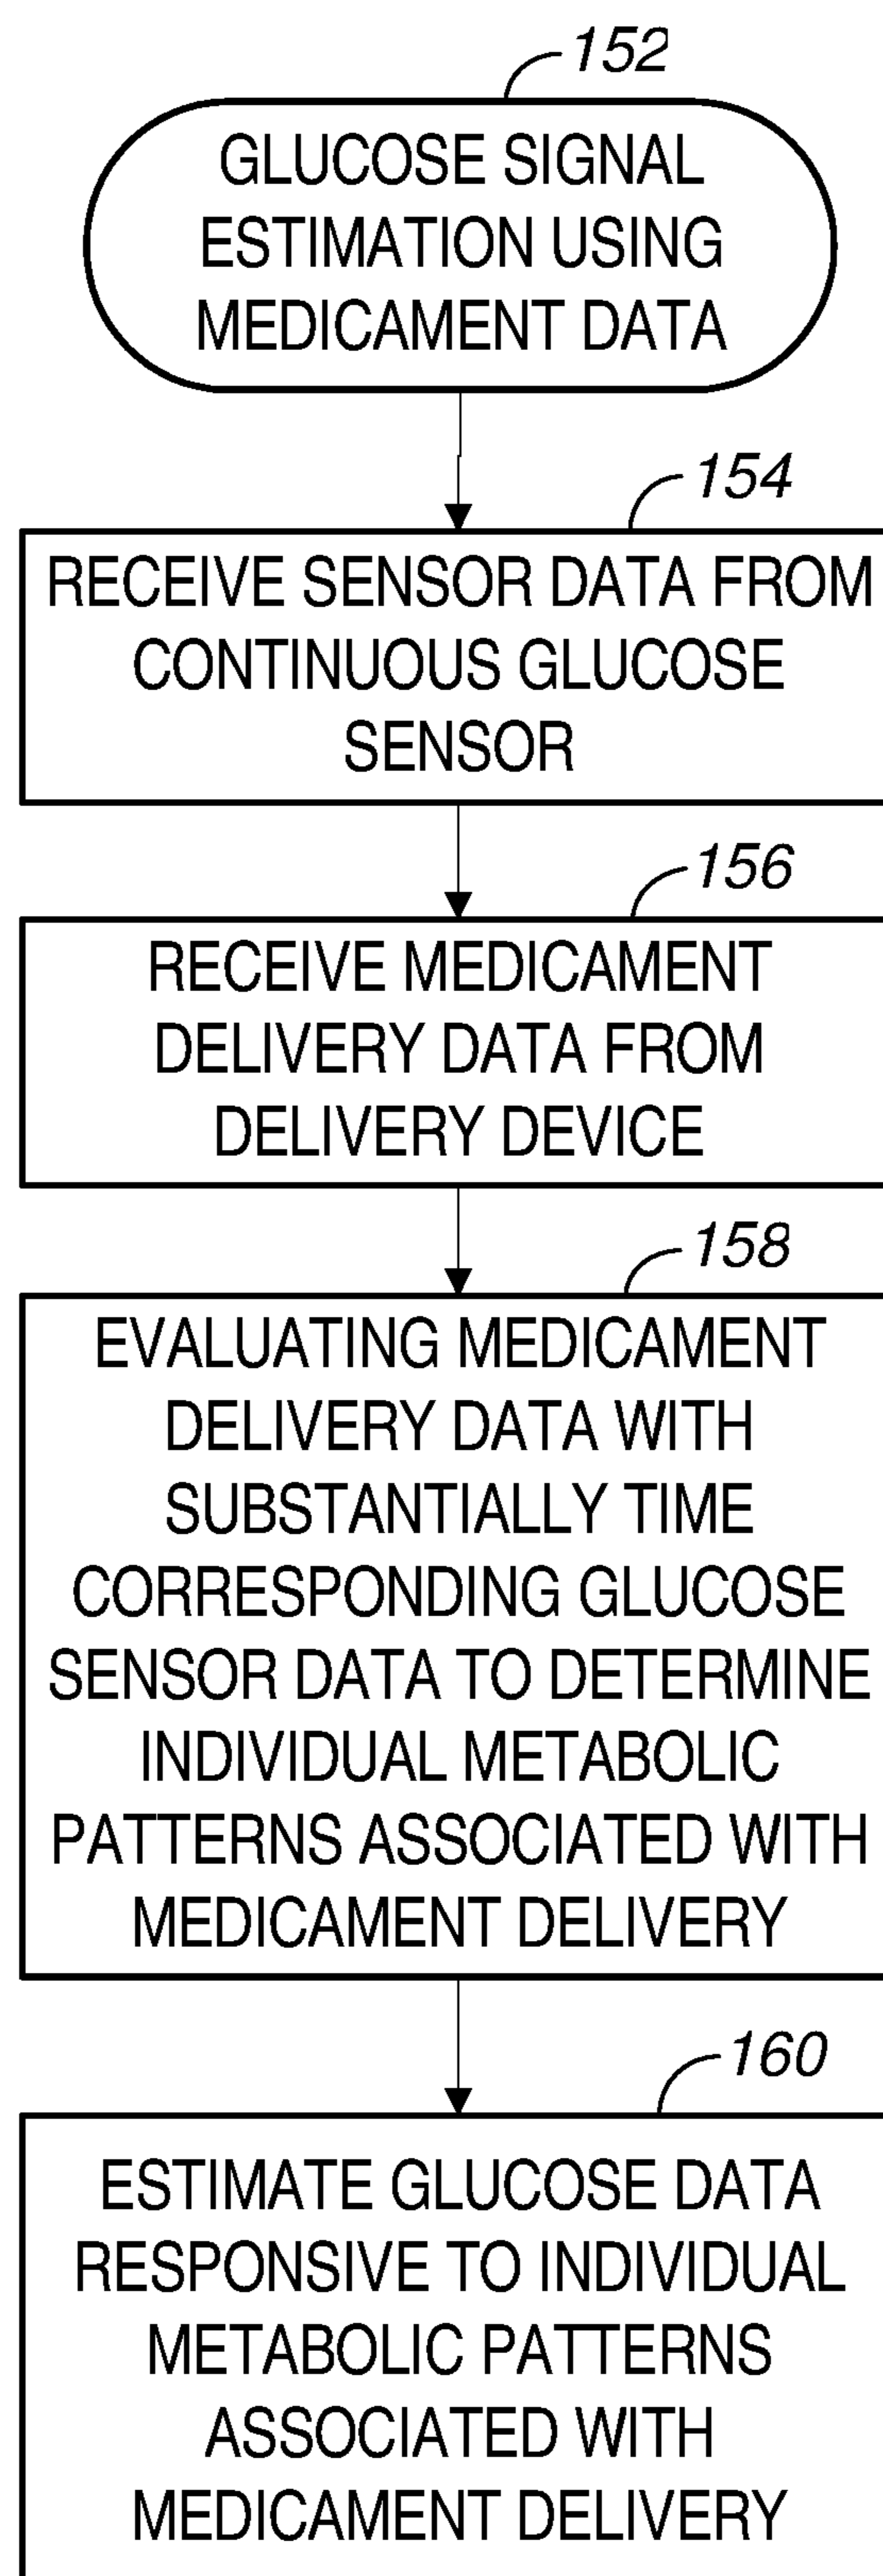 152
GLUCOSE SIGNAL
ESTIMATION USING
MEDICAMENT DATA
154
RECEIVE SENSOR DATA FROM
CONTINUOUS GLUCOSE
SENSOR
156
RECEIVE MEDICAMENT
DELIVERY DATA FROM
DELIVERY DEVICE
158
EVALUATING MEDICAMENT
DELIVERY DATA WITH
SUBSTANTIALLY TIME
CORRESPONDING GLUCOSE
SENSOR DATA TO DETERMINE
INDIVIDUAL METABOLIC
PATTERNS ASSOCIATED WITH
MEDICAMENT DELIVERY
160
ESTIMATE GLUCOSE DATA
RESPONSIVE TO INDIVIDUAL
METABOLIC PATTERNS
ASSOCIATED WITH
MEDICAMENT DELIVERY